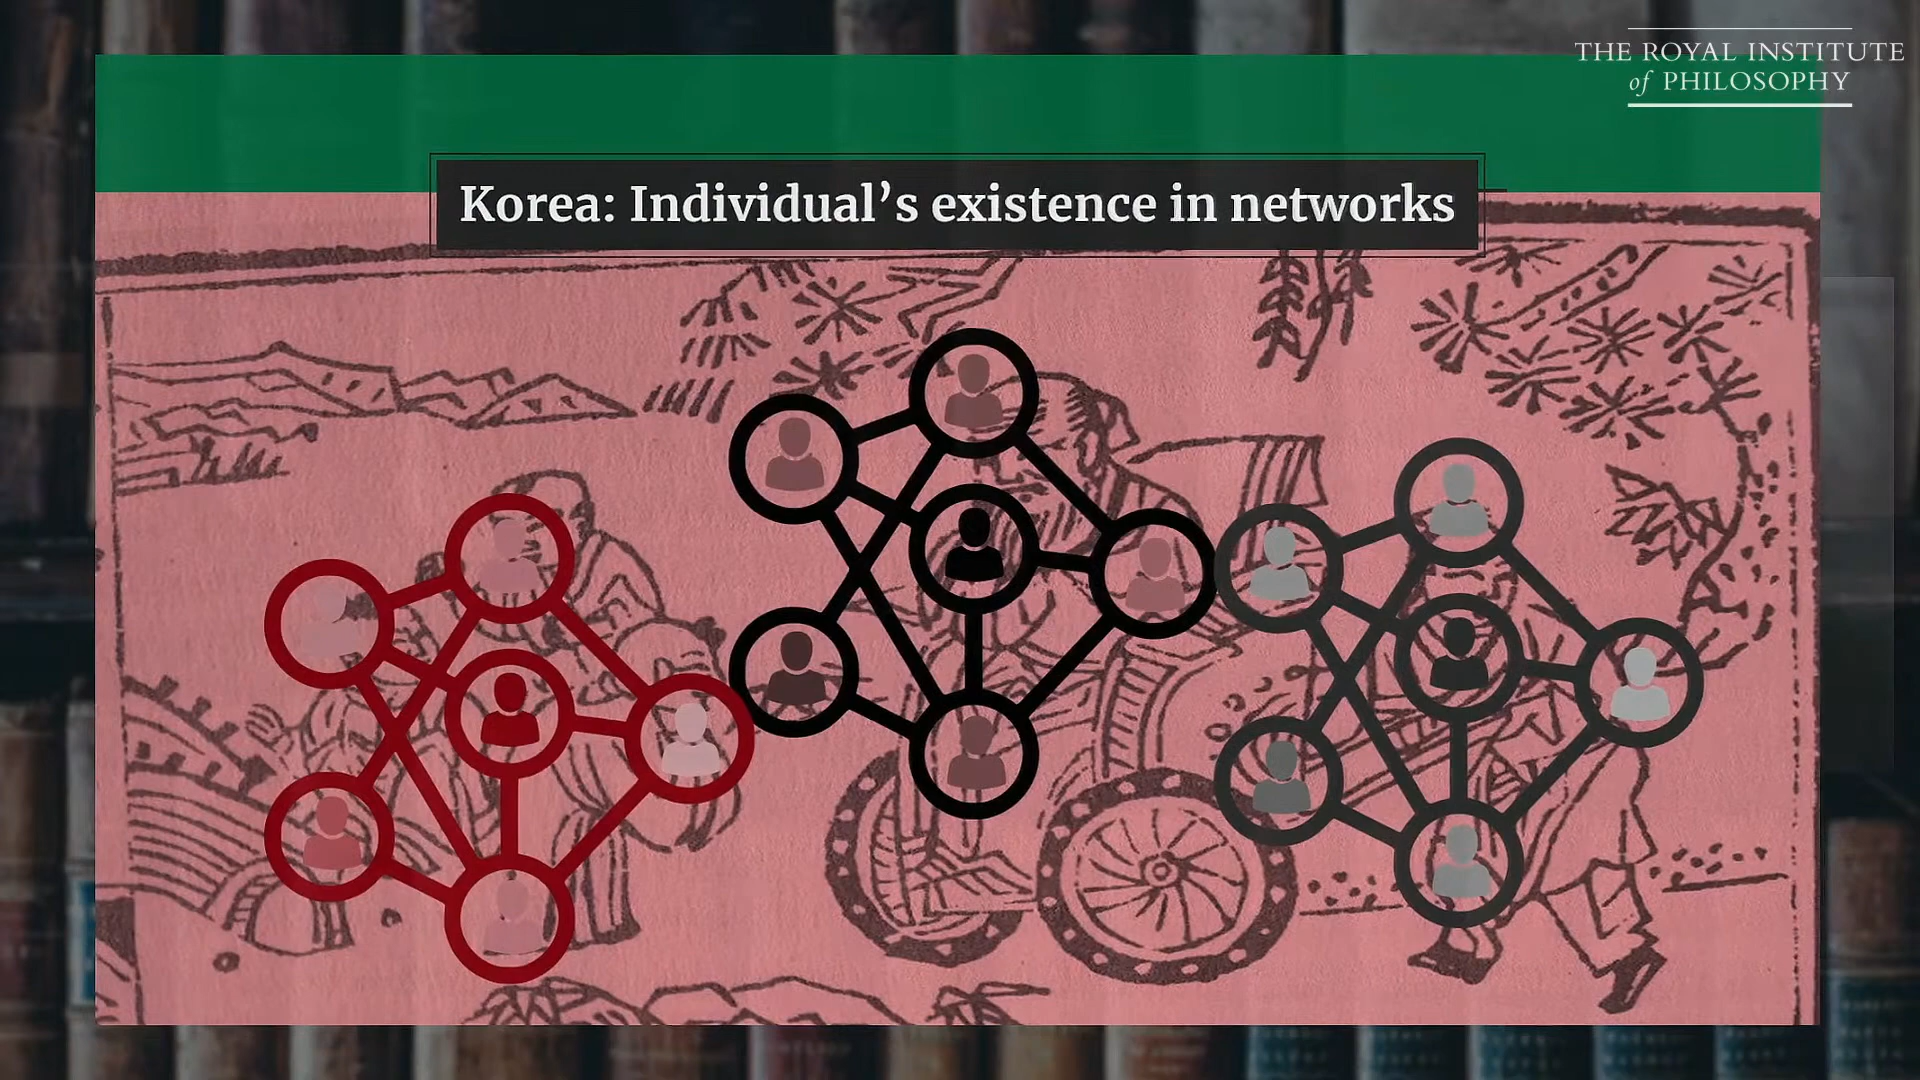 THE ROYAL INSTITUTE
of PHILOSOPHY
Korea: Individual’s existence in networks